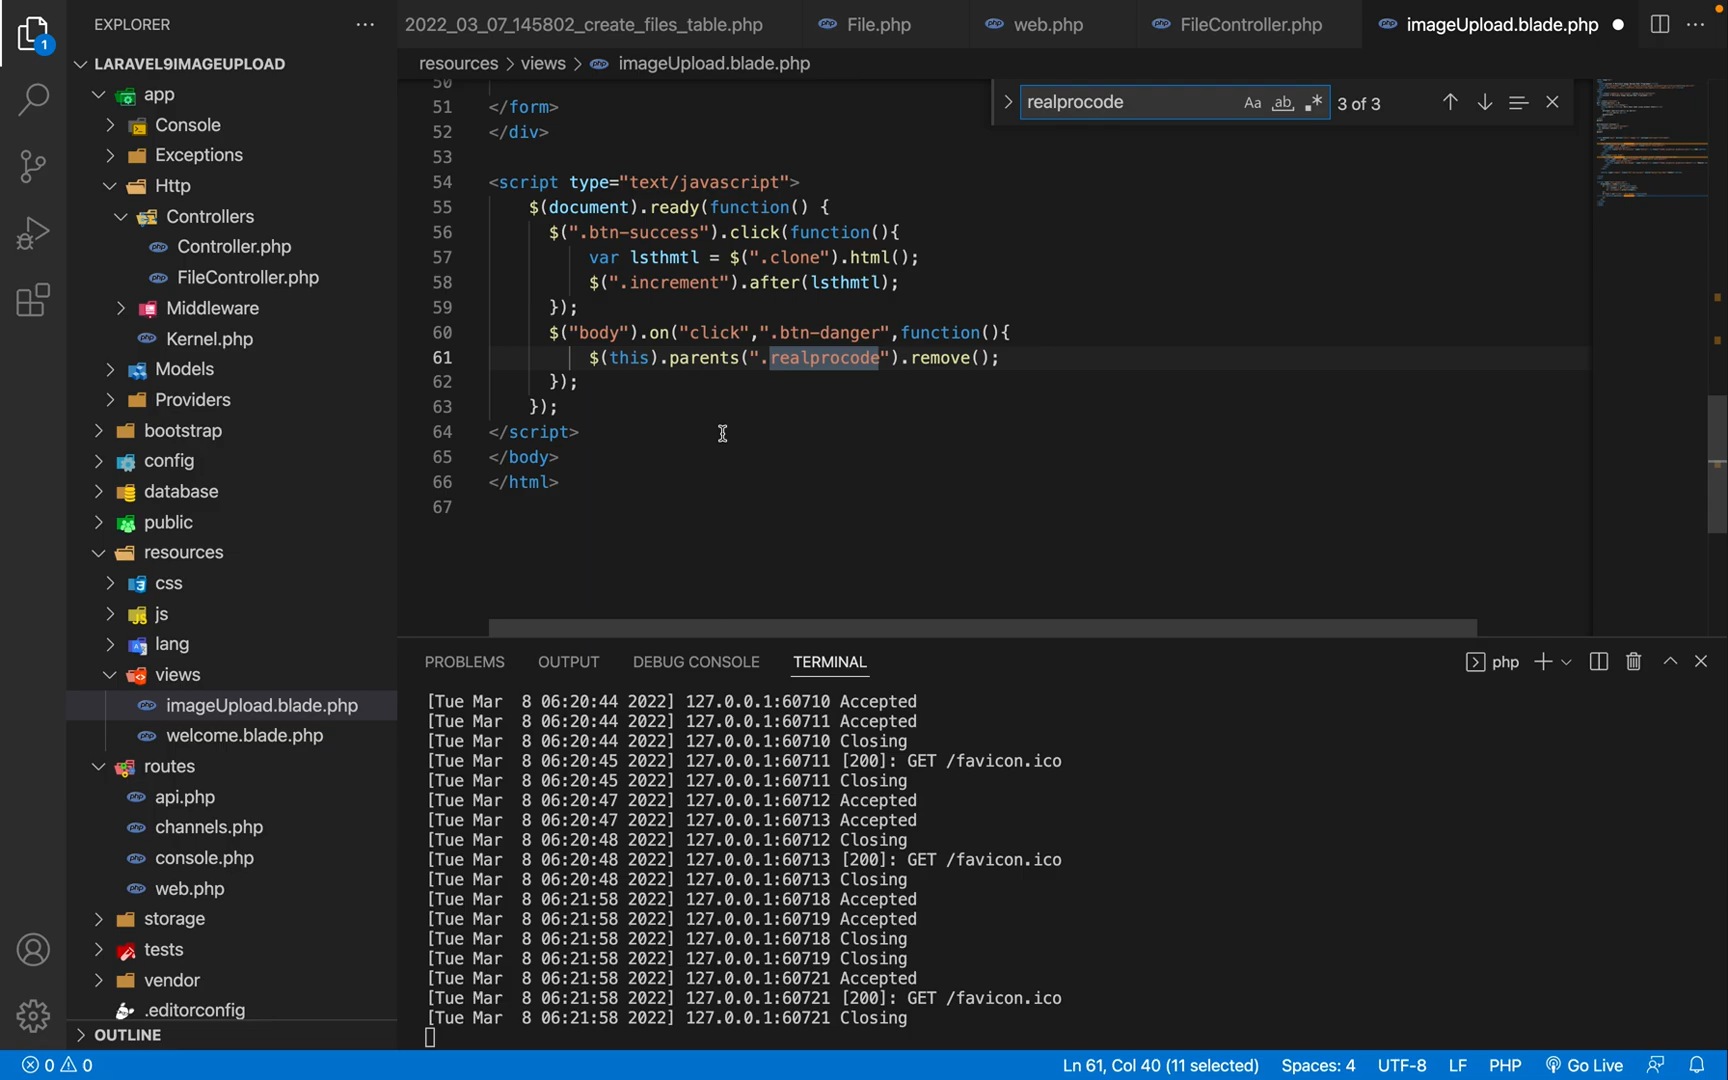 EXPLORER
1
LARAVEL9IMAGEUPLOAD
app
Console
Exceptions
Http
Controllers
Controller.php
FileController.php
Middleware
Kernel.php
Models
Providers
bootstrap
config
database
public
resources
css
js
lang
views
imageUpload.blade.php
welcome.blade.php
routes
api.php
channels.php
console.php
web.php
storage
tests
vendor
.editorconfig
OUTLINE
2022_03_07_145802_create_files_table.php
File.php
web.php
FileController.php
imageUpload.blade.php
resources > views > imageUpload.blade.php
realprocode Aa ab 3 of 3
50
51 </form>
52 </div>
53
54 <script type="text/javascript">
55 $(document).ready(function() {
56 $(".btn-success").click(function(){
57 var lsthmtl = $(".clone").html();
58 $(".increment").after(lsthmtl);
59 });
60 $("body").on("click",".btn-danger",function(){
61 $(this).parents(".realprocode").remove();
62 });
63 });
64 </script>
65 </body>
66 </html>
67
PROBLEMS OUTPUT DEBUG CONSOLE TERMINAL
php
[Tue Mar  8 06:20:44 2022] 127.0.0.1:60710 Accepted
[Tue Mar  8 06:20:44 2022] 127.0.0.1:60711 Accepted
[Tue Mar  8 06:20:44 2022] 127.0.0.1:60710 Closing
[Tue Mar  8 06:20:45 2022] 127.0.0.1:60711 [200]: GET /favicon.ico
[Tue Mar  8 06:20:45 2022] 127.0.0.1:60711 Closing
[Tue Mar  8 06:20:47 2022] 127.0.0.1:60712 Accepted
[Tue Mar  8 06:20:47 2022] 127.0.0.1:60713 Accepted
[Tue Mar  8 06:20:48 2022] 127.0.0.1:60712 Closing
[Tue Mar  8 06:20:48 2022] 127.0.0.1:60713 [200]: GET /favicon.ico
[Tue Mar  8 06:20:48 2022] 127.0.0.1:60713 Closing
[Tue Mar  8 06:21:58 2022] 127.0.0.1:60718 Accepted
[Tue Mar  8 06:21:58 2022] 127.0.0.1:60719 Accepted
[Tue Mar  8 06:21:58 2022] 127.0.0.1:60718 Closing
[Tue Mar  8 06:21:58 2022] 127.0.0.1:60719 Closing
[Tue Mar  8 06:21:58 2022] 127.0.0.1:60721 Accepted
[Tue Mar  8 06:21:58 2022] 127.0.0.1:60721 [200]: GET /favicon.ico
[Tue Mar  8 06:21:58 2022] 127.0.0.1:60721 Closing
0 0
Ln 61, Col 40 (11 selected) Spaces: 4 UTF-8 LF PHP Go Live